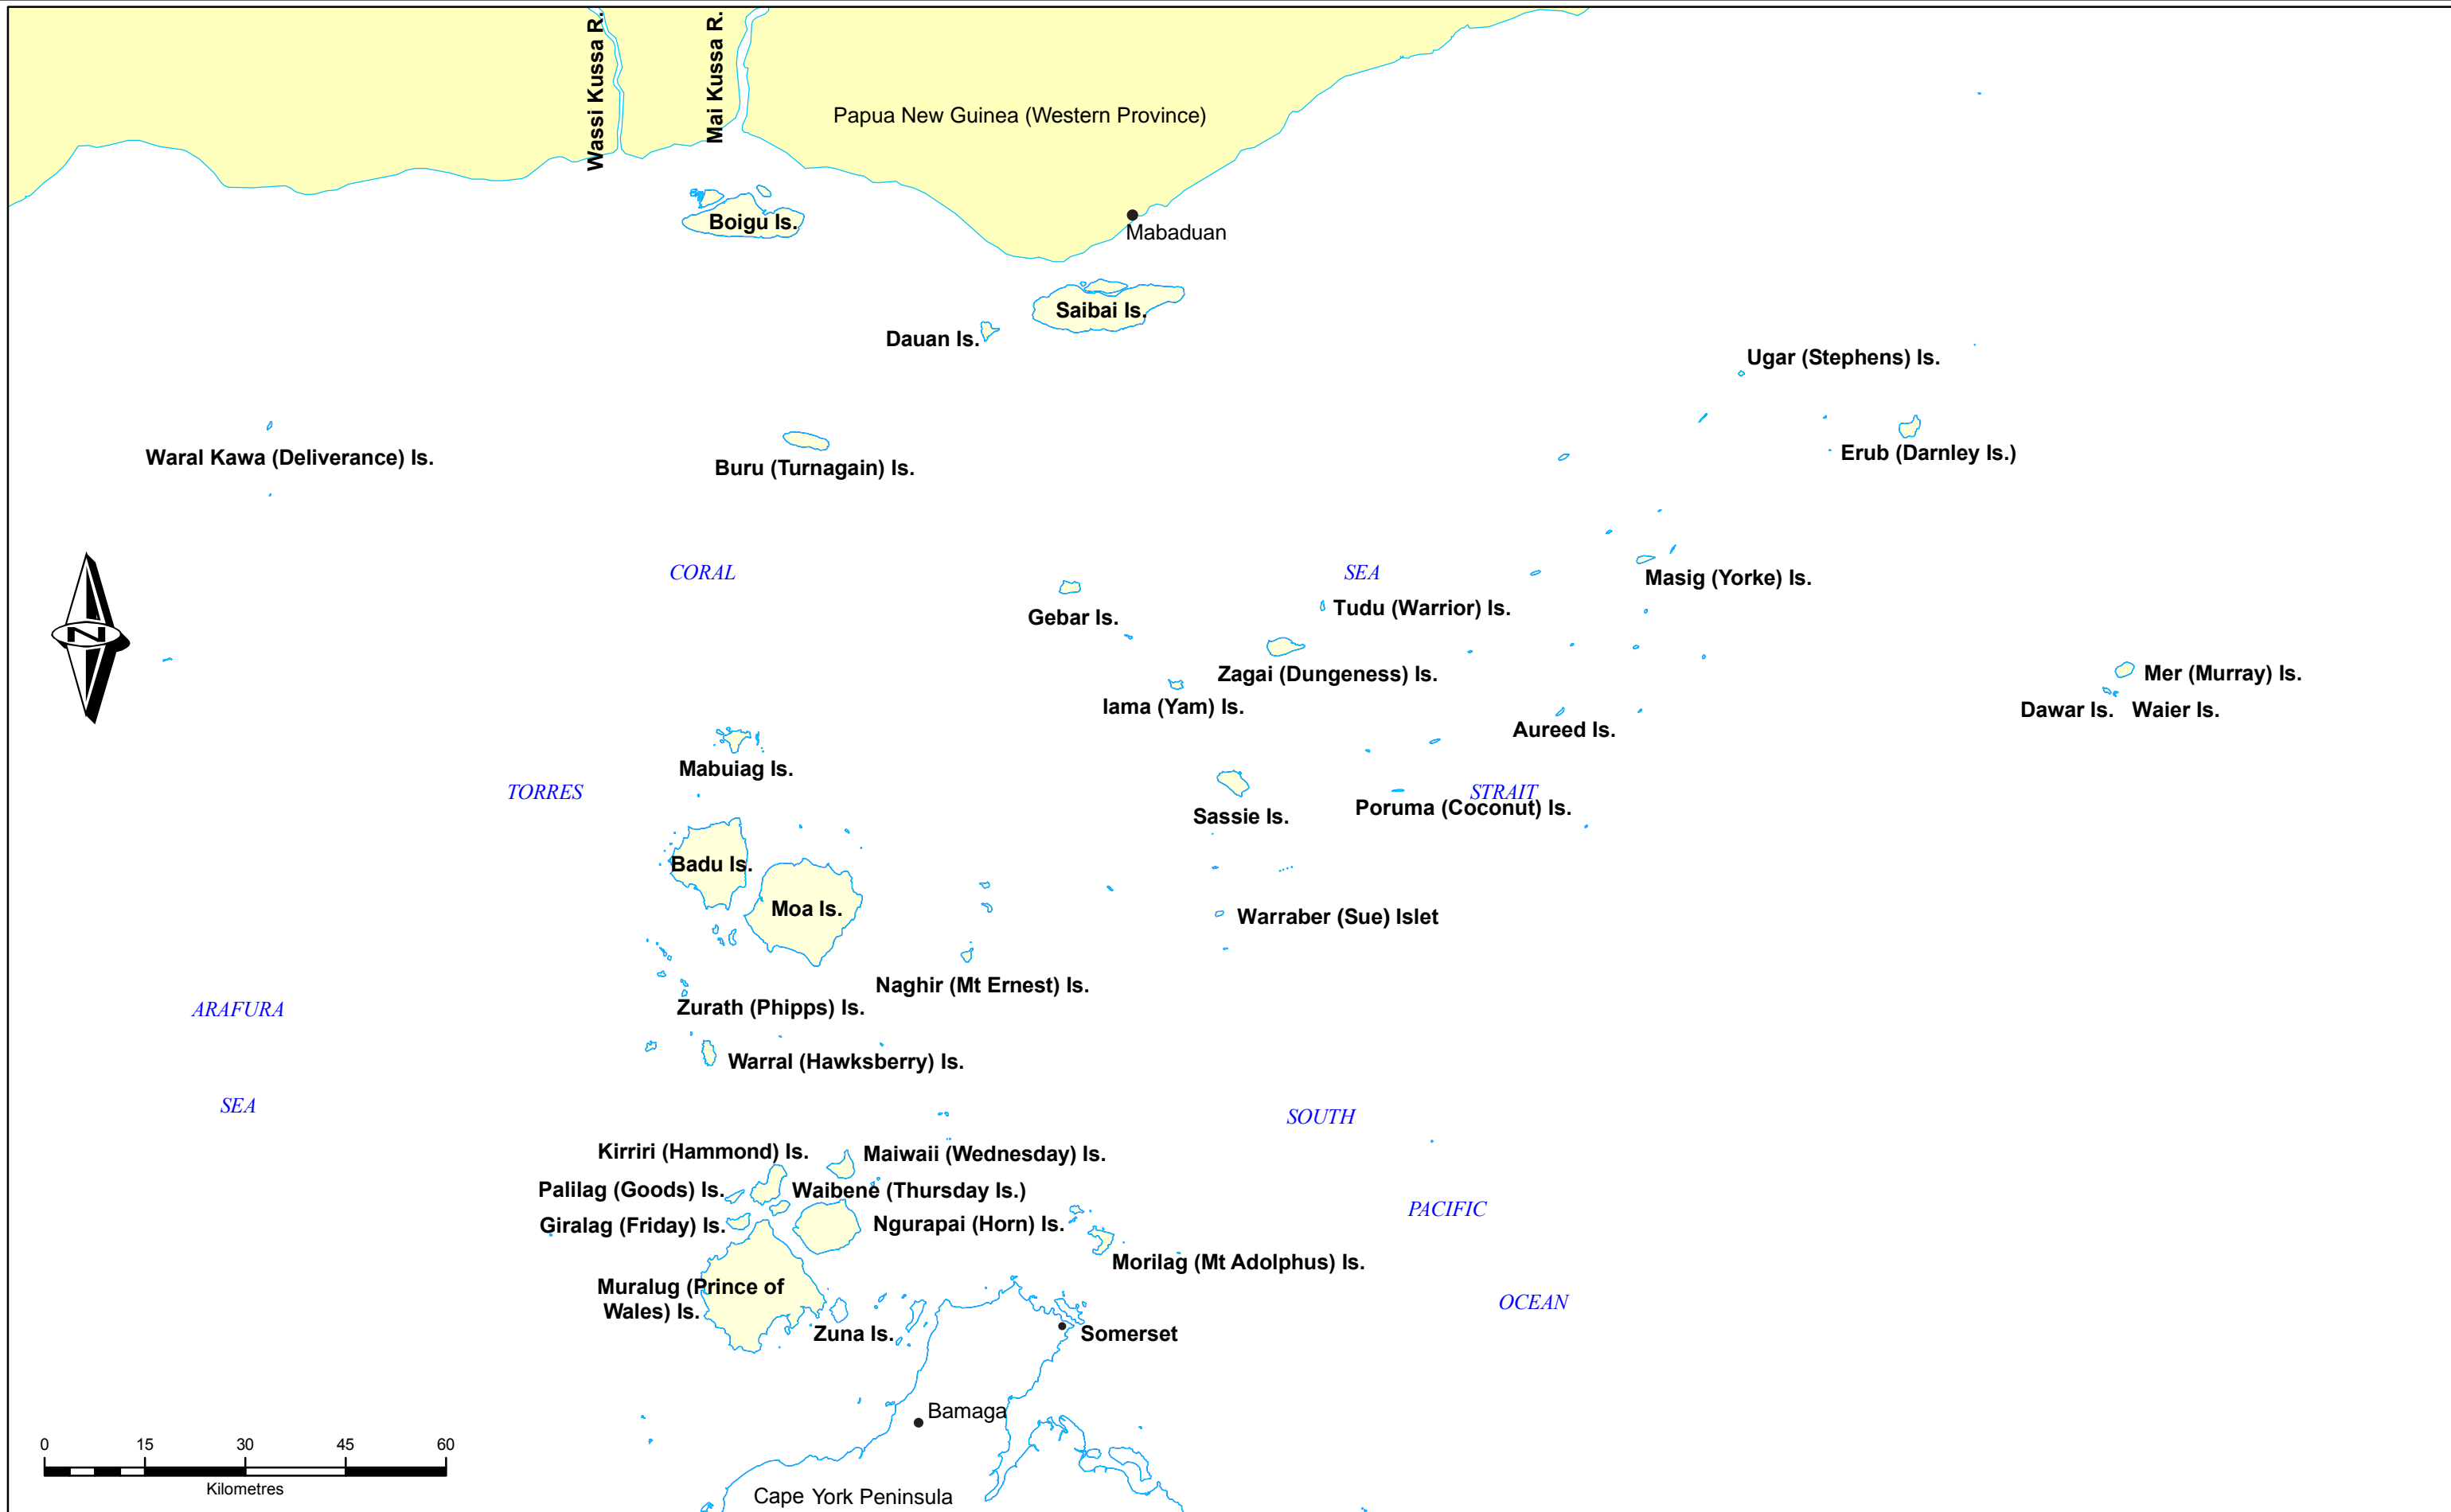 Wassi Kussa R.
Mai Kussa R.
Papua New Guinea (Western Province)
Boigu Is.
Mabaduan
Saibai Is.
Dauan Is.
Ugar (Stephens) Is.
Waral Kawa (Deliverance) Is.
Buru (Turnagain) Is.
Erub (Darnley Is.)
CORAL
SEA
Masig (Yorke) Is.
Gebar Is.
Tudu (Warrior) Is.
N
Zagai (Dungeness) Is.
Mer (Murray) Is.
Iama (Yam) Is.
Dawar Is.
Waier Is.
Aureed Is.
Mabuiag Is.
TORRES
STRAIT
Sassie Is.
Poruma (Coconut) Is.
Badu Is.
Moa Is.
Warraber (Sue) Islet
Naghir (Mt Ernest) Is.
Zurath (Phipps) Is.
ARAFURA
Warral (Hawksberry) Is.
SEA
SOUTH
Kirriri (Hammond) Is.
Maiwaii (Wednesday) Is.
Palilag (Goods) Is.
Waibene (Thursday Is.)
PACIFIC
Giralag (Friday) Is.
Ngurapai (Horn) Is.
Morilag (Mt Adolphus) Is.
Muralug (Prince of
Wales) Is.
OCEAN
Zuna Is.
Somerset
Bamaga
0 15 30 45 60
Kilometres
Cape York Peninsula